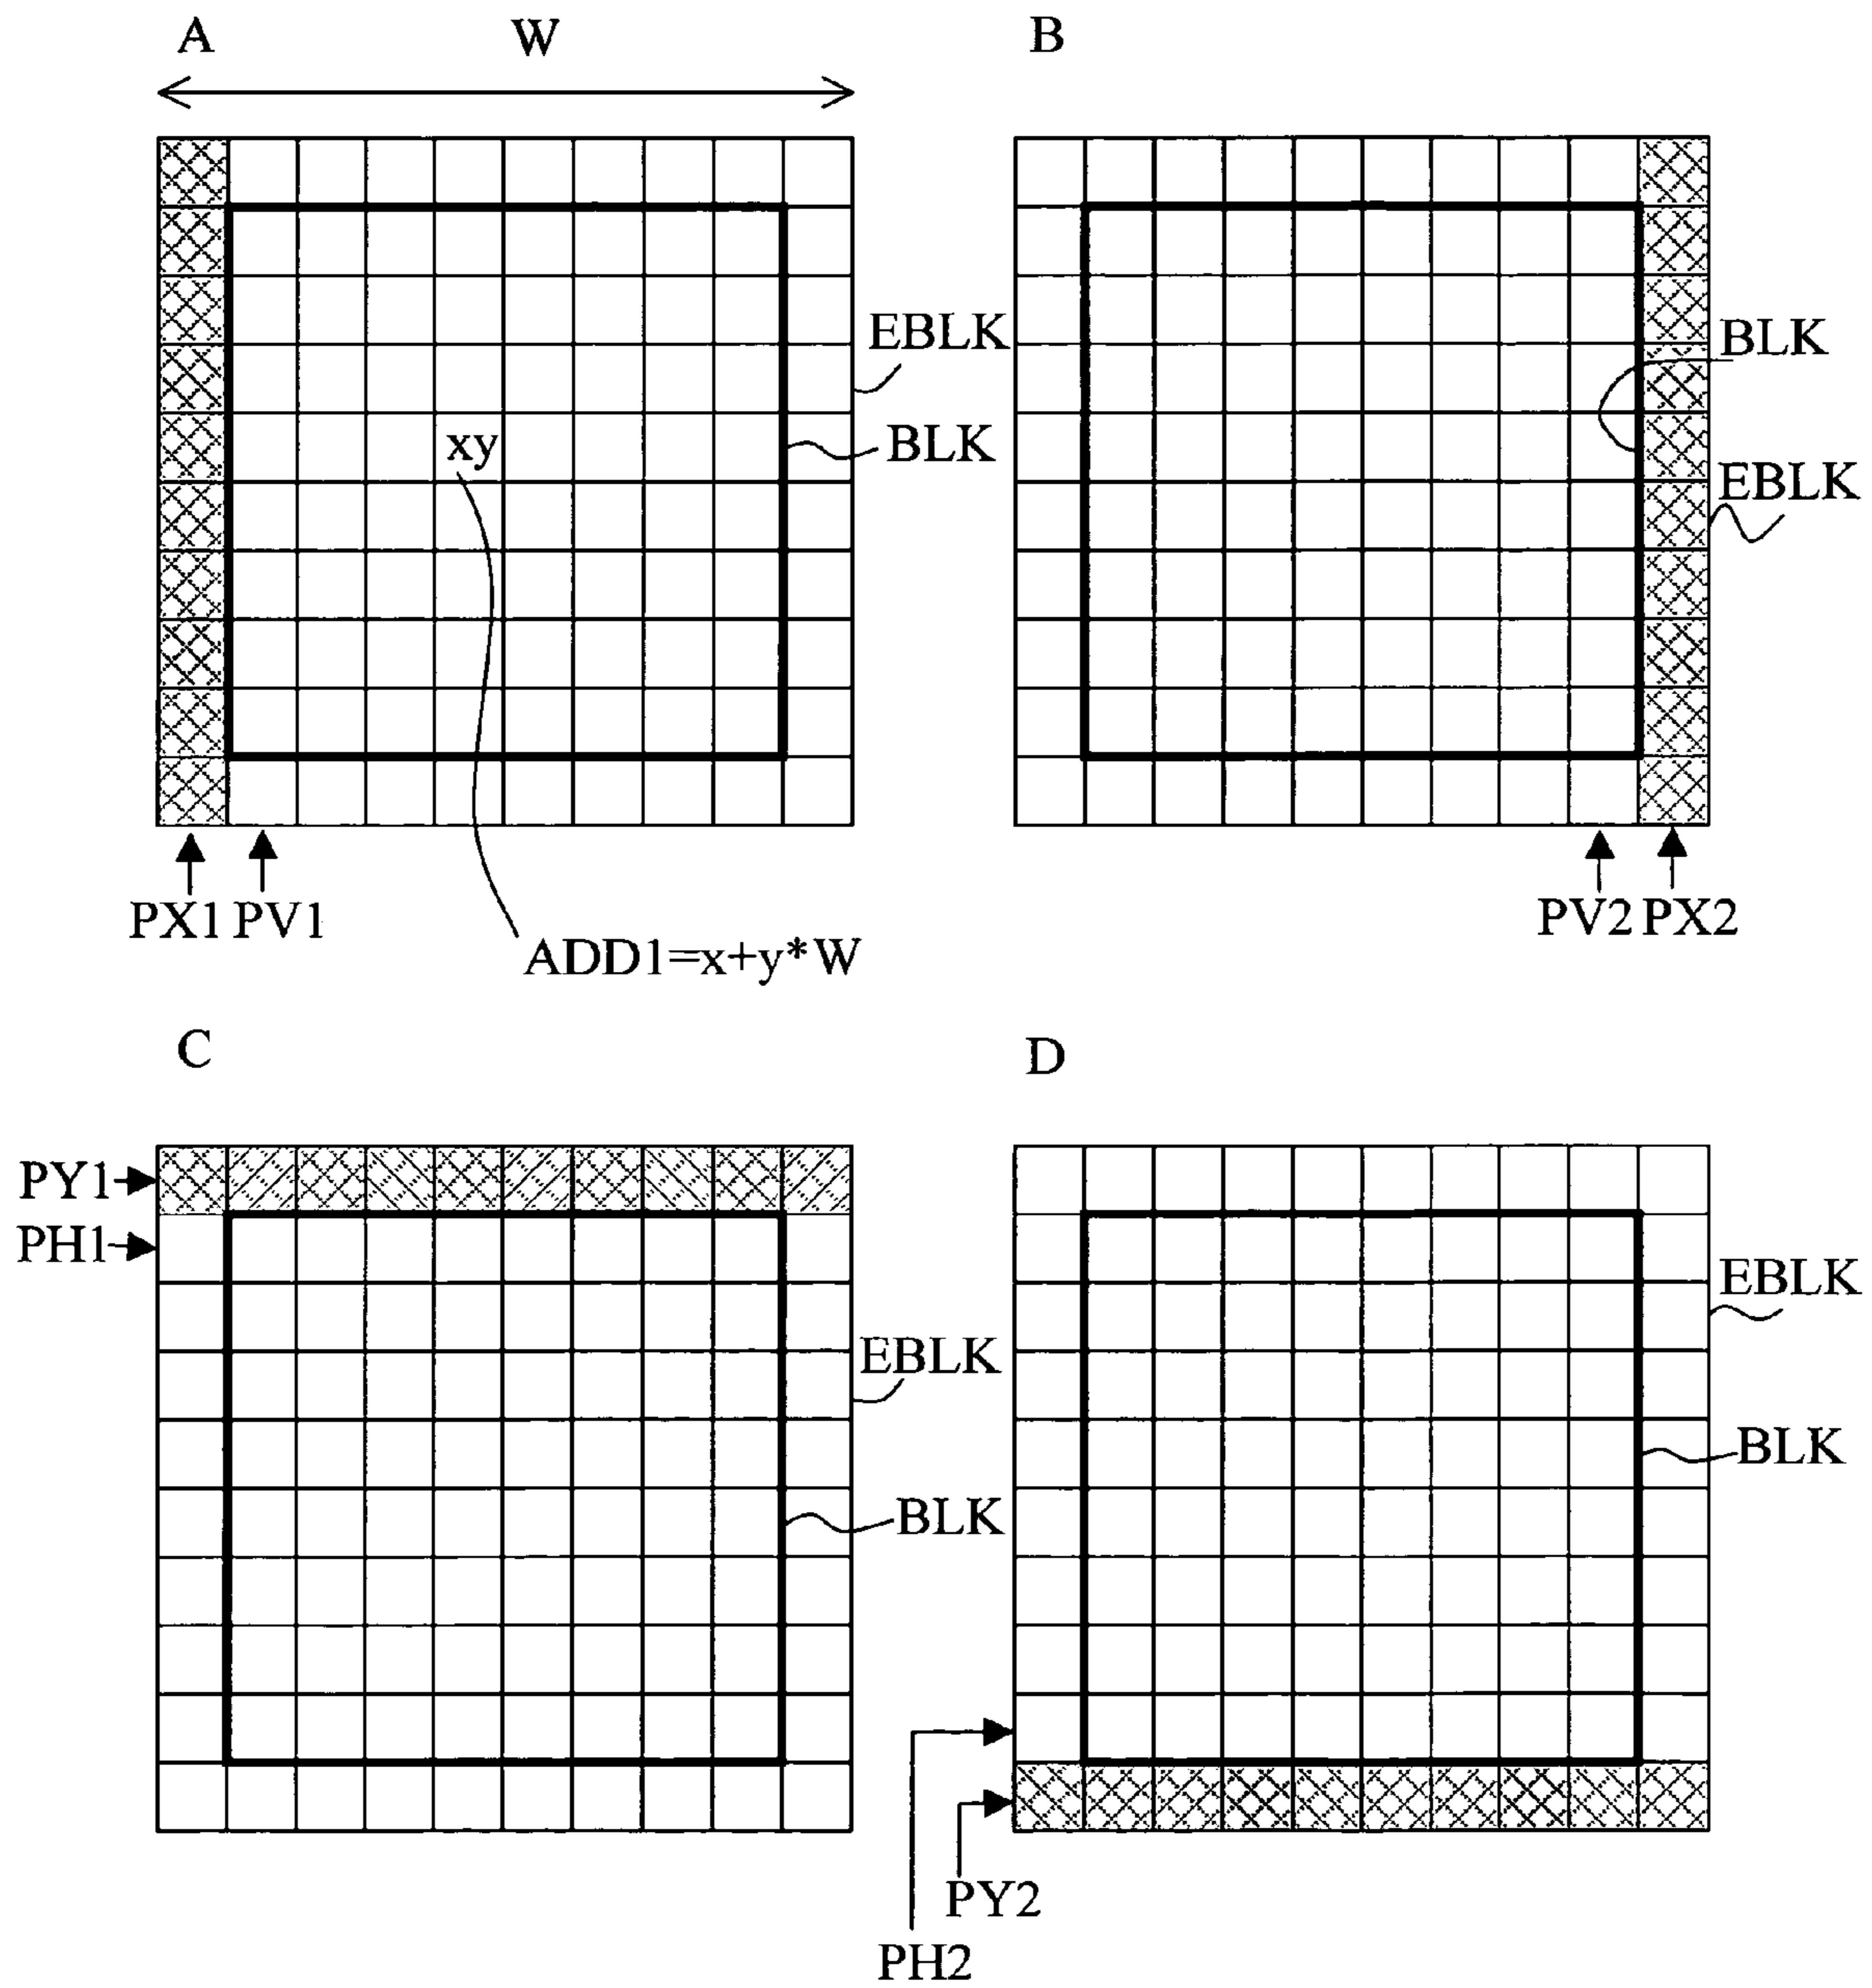 A
W
B
EBLK
BLK
BLK
xy
EBLK
PX1
PV1
ADD1=x+y*W
PV2
PX2
C
D
PY1
PH1
EBLK
EBLK
BLK
BLK
PY2
PH2